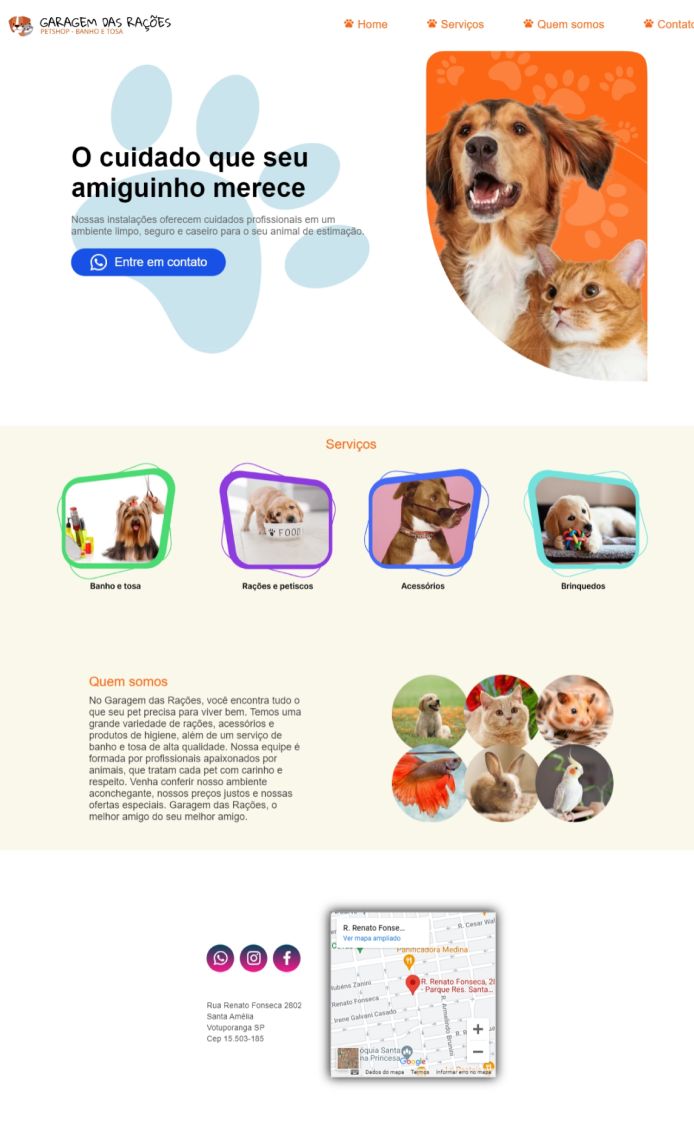 GARAGEM DAS RAÇÕES
PETSHOP - BANHO E TOSA
Home
Serviços
Quem somos
Contato
O cuidado que seu
amiguinho merece
Nossas instalações oferecem cuidados profissionais em um
ambiente limpo, seguro e caseiro para o seu animal de estimação.
Entre em contato
Serviços
FOOD
Banho e tosa
Rações e petiscos
Acessórios
Brinquedos
Quem somos
No Garagem das Rações, você encontra tudo o
que seu pet precisa para viver bem. Temos uma
grande variedade de rações, acessórios e
produtos de higiene, além de um serviço de
banho e tosa de alta qualidade. Nossa equipe é
formada por profissionais apaixonados por
animais, que tratam cada pet com carinho e
respeito. Venha conferir nosso ambiente
aconchegante, nossos preços justos e nossas
ofertas especiais. Garagem das Rações, o
melhor amigo do seu melhor amigo.
Rua Renato Fonseca 2802
Santa Amélia
Votuporanga SP
Cep 15.503-185
R. Renato Fonse...
Ver mapa ampliado
R. Cesar Wal
Panificadora Medina
Rubens Zanini
R. Renato Fonseca, 28
- Parque Res. Santa...
Renato Fonseca
Irene Galvani Casado
R. Armelindo Brunini
óquia Santa
na Princesa
Google
Dados do mapa
Termos
Informar erro no mapa